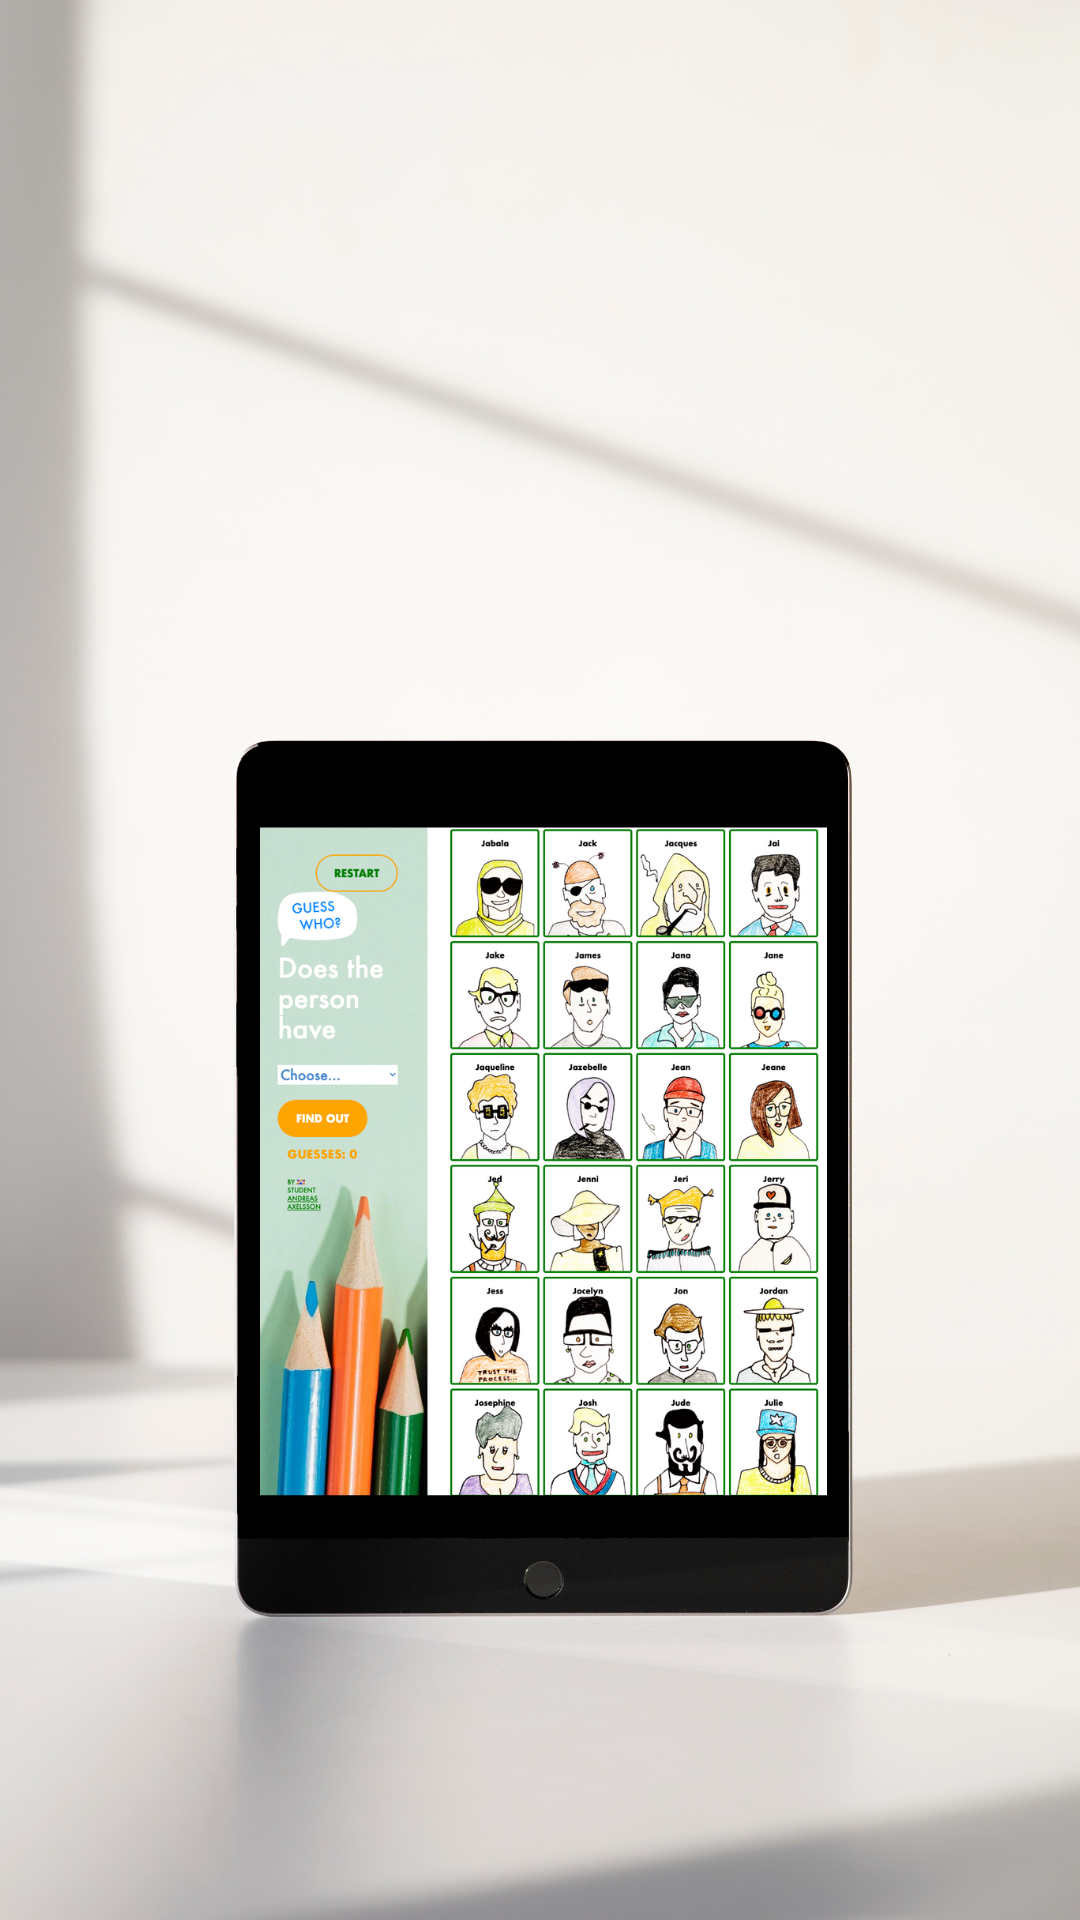 RESTART
GUESS
WHO?
Does the
person
have
Choose...
FIND OUT
GUESSES: 0
BY
STUDENT
ANDREAS
AXELSSON
Jabala
Jack
Jacques
Jai
Jake
James
Jana
Jane
Jaqueline
Jazebelle
Jean
Jeane
Jed
Jenni
Jeri
Jerry
Jess
Jocelyn
Jon
Jordan
TRUST THE
PROCESS...
Josephine
Josh
Jude
Julie